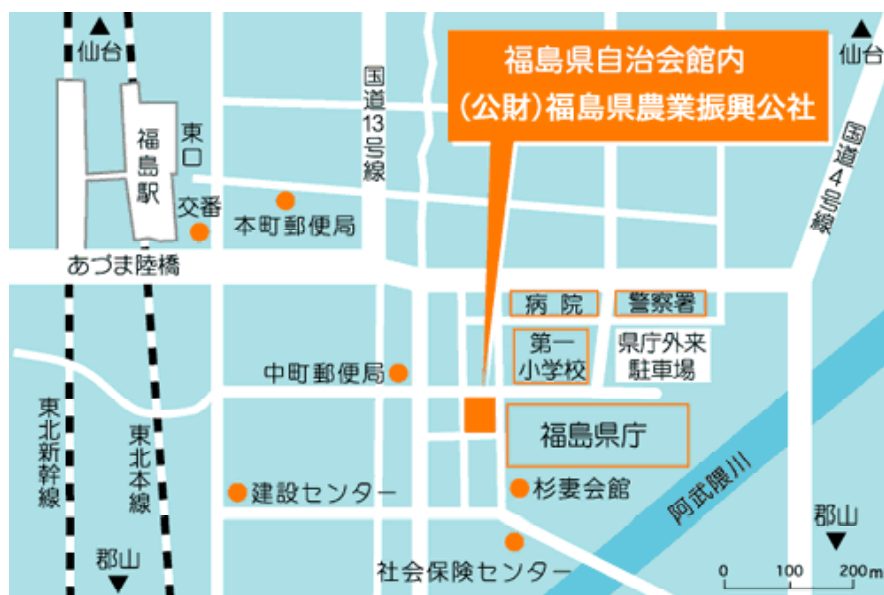 仙台
仙台
福島県自治会館内
(公財)福島県農業振興公社
国道13号線
東口
福島駅
国道4号線
交番
本町郵便局
あづま陸橋
病院
警察署
第一
小学校
県庁外来
駐車場
中町郵便局
東北新幹線
東北本線
福島県庁
建設センター
杉妻会館
阿武隈川
郡山
郡山
社会保険センター
0 100 200m